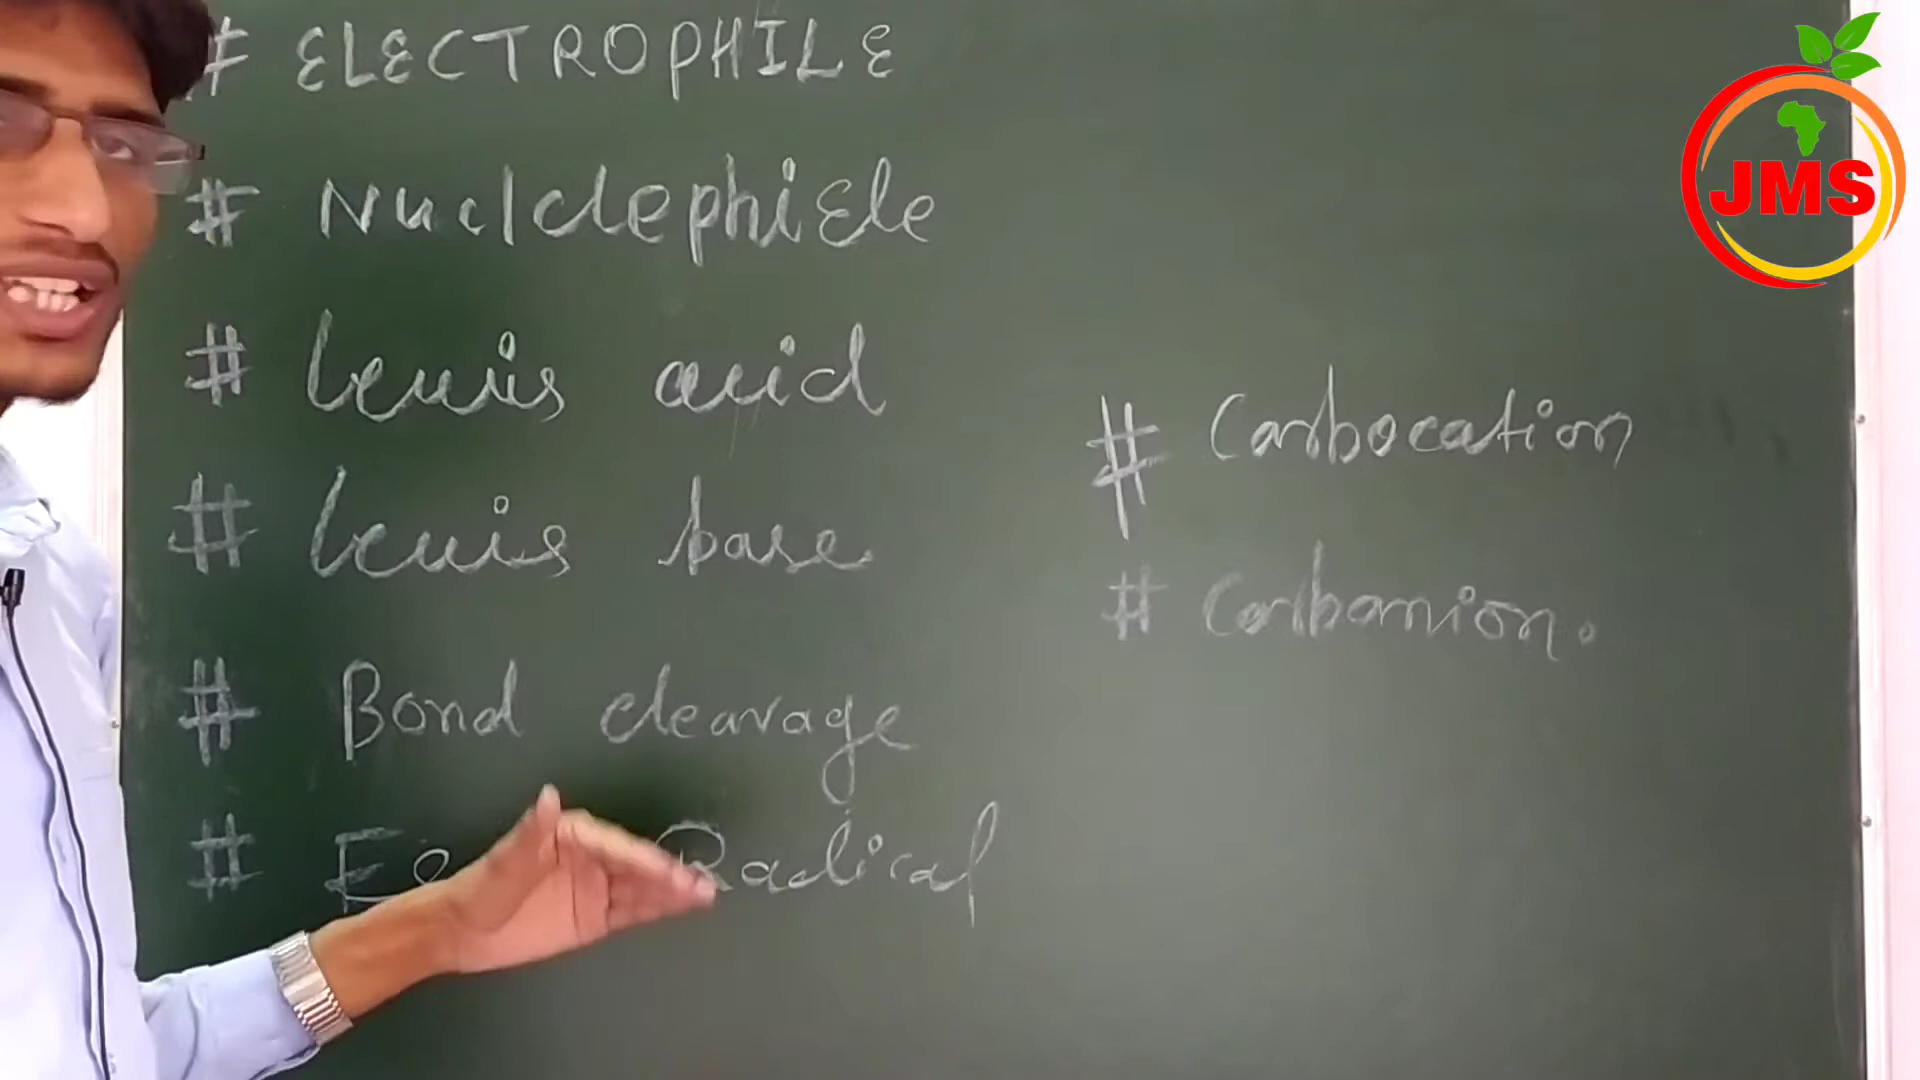 # ELECTROPHILE
# Nuclclephiele
# lewis acid
# lewis base
# Bond cleavage
# Radical
# Carbocation
# Carbanion.
JMS